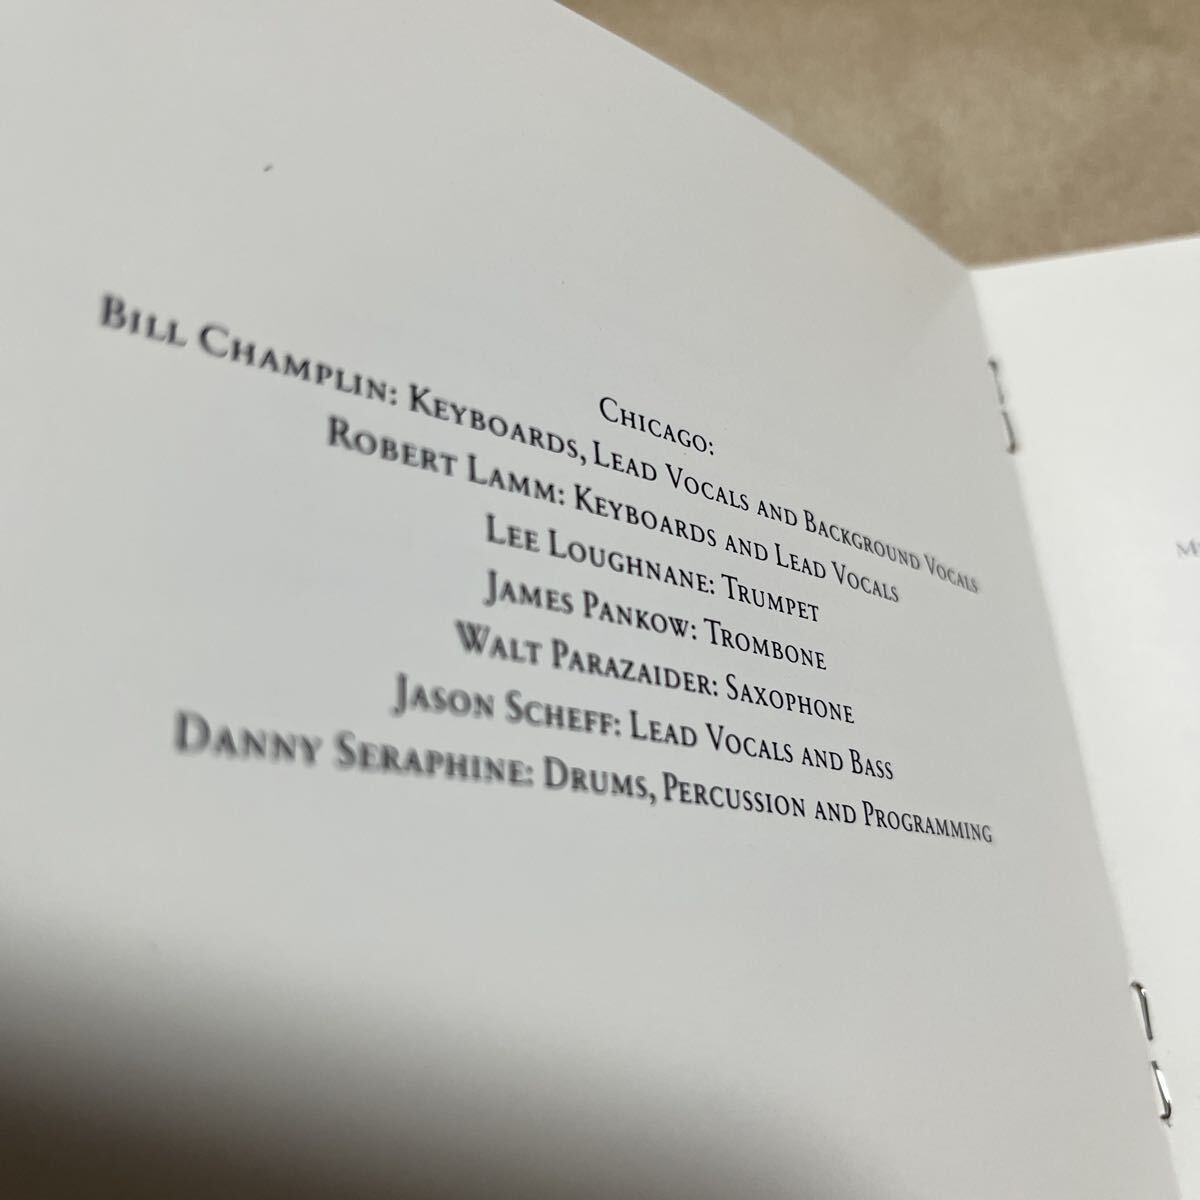 Chicago:
Bill Champlin: Keyboards, Lead Vocals and Background Vocals
Robert Lamm: Keyboards and Lead Vocals
Lee Loughnane: Trumpet
James Pankow: Trombone
Walt Parazaider: Saxophone
Jason Scheff: Lead Vocals and Bass
Danny Seraphine: Drums, Percussion and Programming